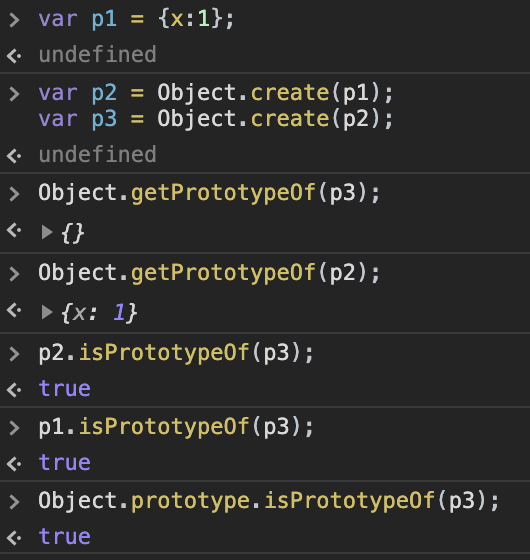 > var p1 = {x:1};
<· undefined
> var p2 = Object.create(p1);
var p3 = Object.create(p2);
<· undefined
> Object.getPrototypeOf(p3);
<· ▶ {}
> Object.getPrototypeOf(p2);
<· ▶ {x: 1}
> p2.isPrototypeOf(p3);
<· true
> p1.isPrototypeOf(p3);
<· true
> Object.prototype.isPrototypeOf(p3);
<· true